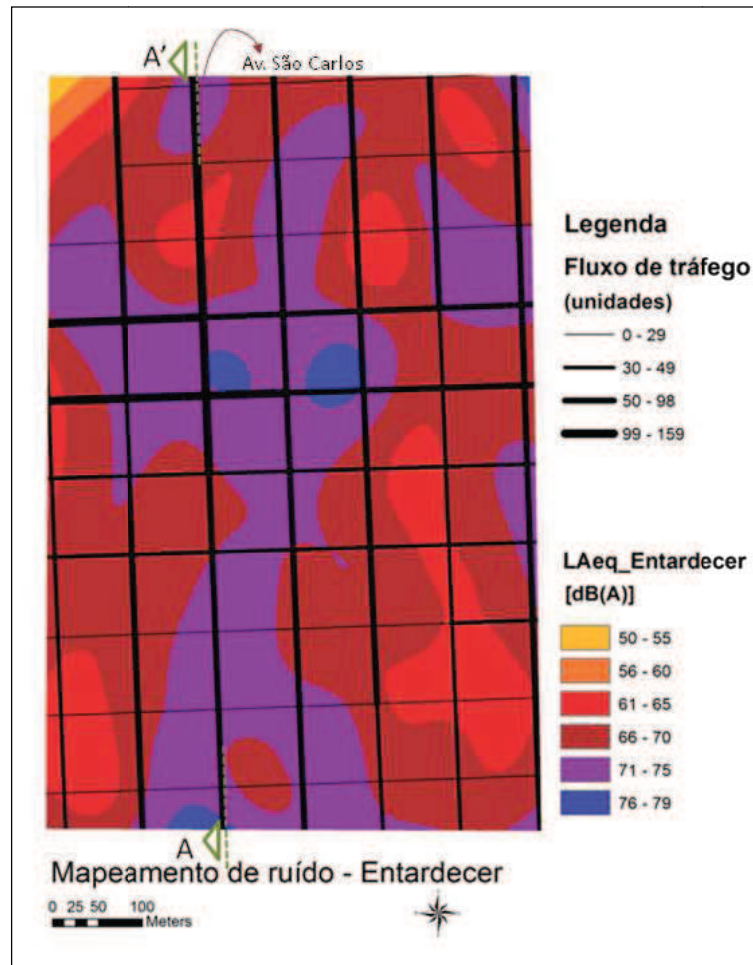 A'
Av. São Carlos
Legenda
Fluxo de tráfego
(unidades)
0 - 29
30 - 49
50 - 98
99 - 159
LAeq_Entardecer
[dB(A)]
50 - 55
56 - 60
61 - 65
66 - 70
71 - 75
76 - 79
A
Mapeamento de ruído - Entardecer
0 25 50 100
Meters